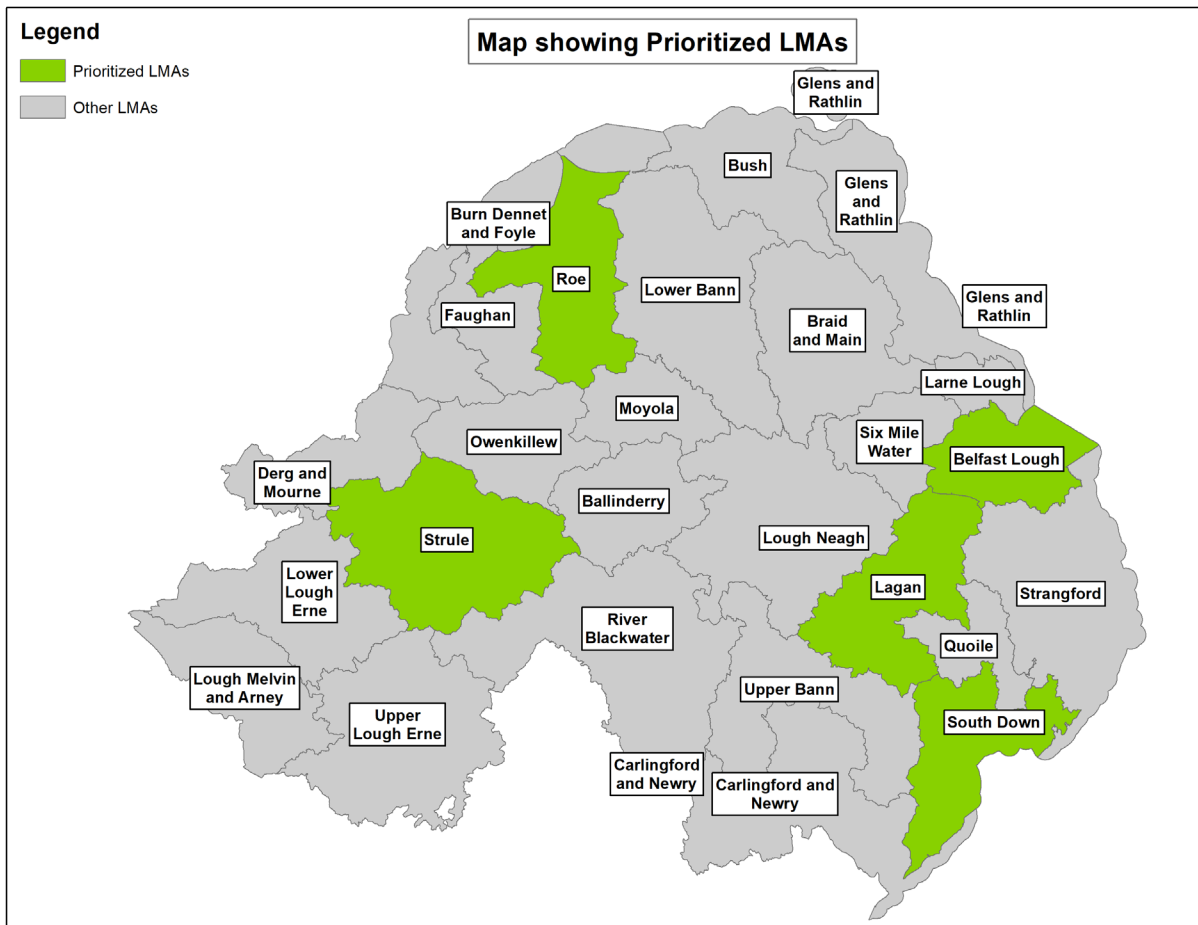 Legend
Map showing Prioritized LMAs
Prioritized LMAs
Other LMAs
Glens and
Rathlin
Bush
Glens
and
Rathlin
Burn Dennet
and Foyle
Roe
Lower Bann
Glens and
Rathlin
Faughan
Braid
and Main
Larne Lough
Moyola
Owenkillew
Six Mile
Water
Belfast Lough
Derg and
Mourne
Ballinderry
Strule
Lough Neagh
Lower
Lough
Erne
Lagan
Strangford
River
Blackwater
Quoile
Lough Melvin
and Arney
Upper Bann
Upper
Lough Erne
South Down
Carlingford
and Newry
Carlingford and
Newry